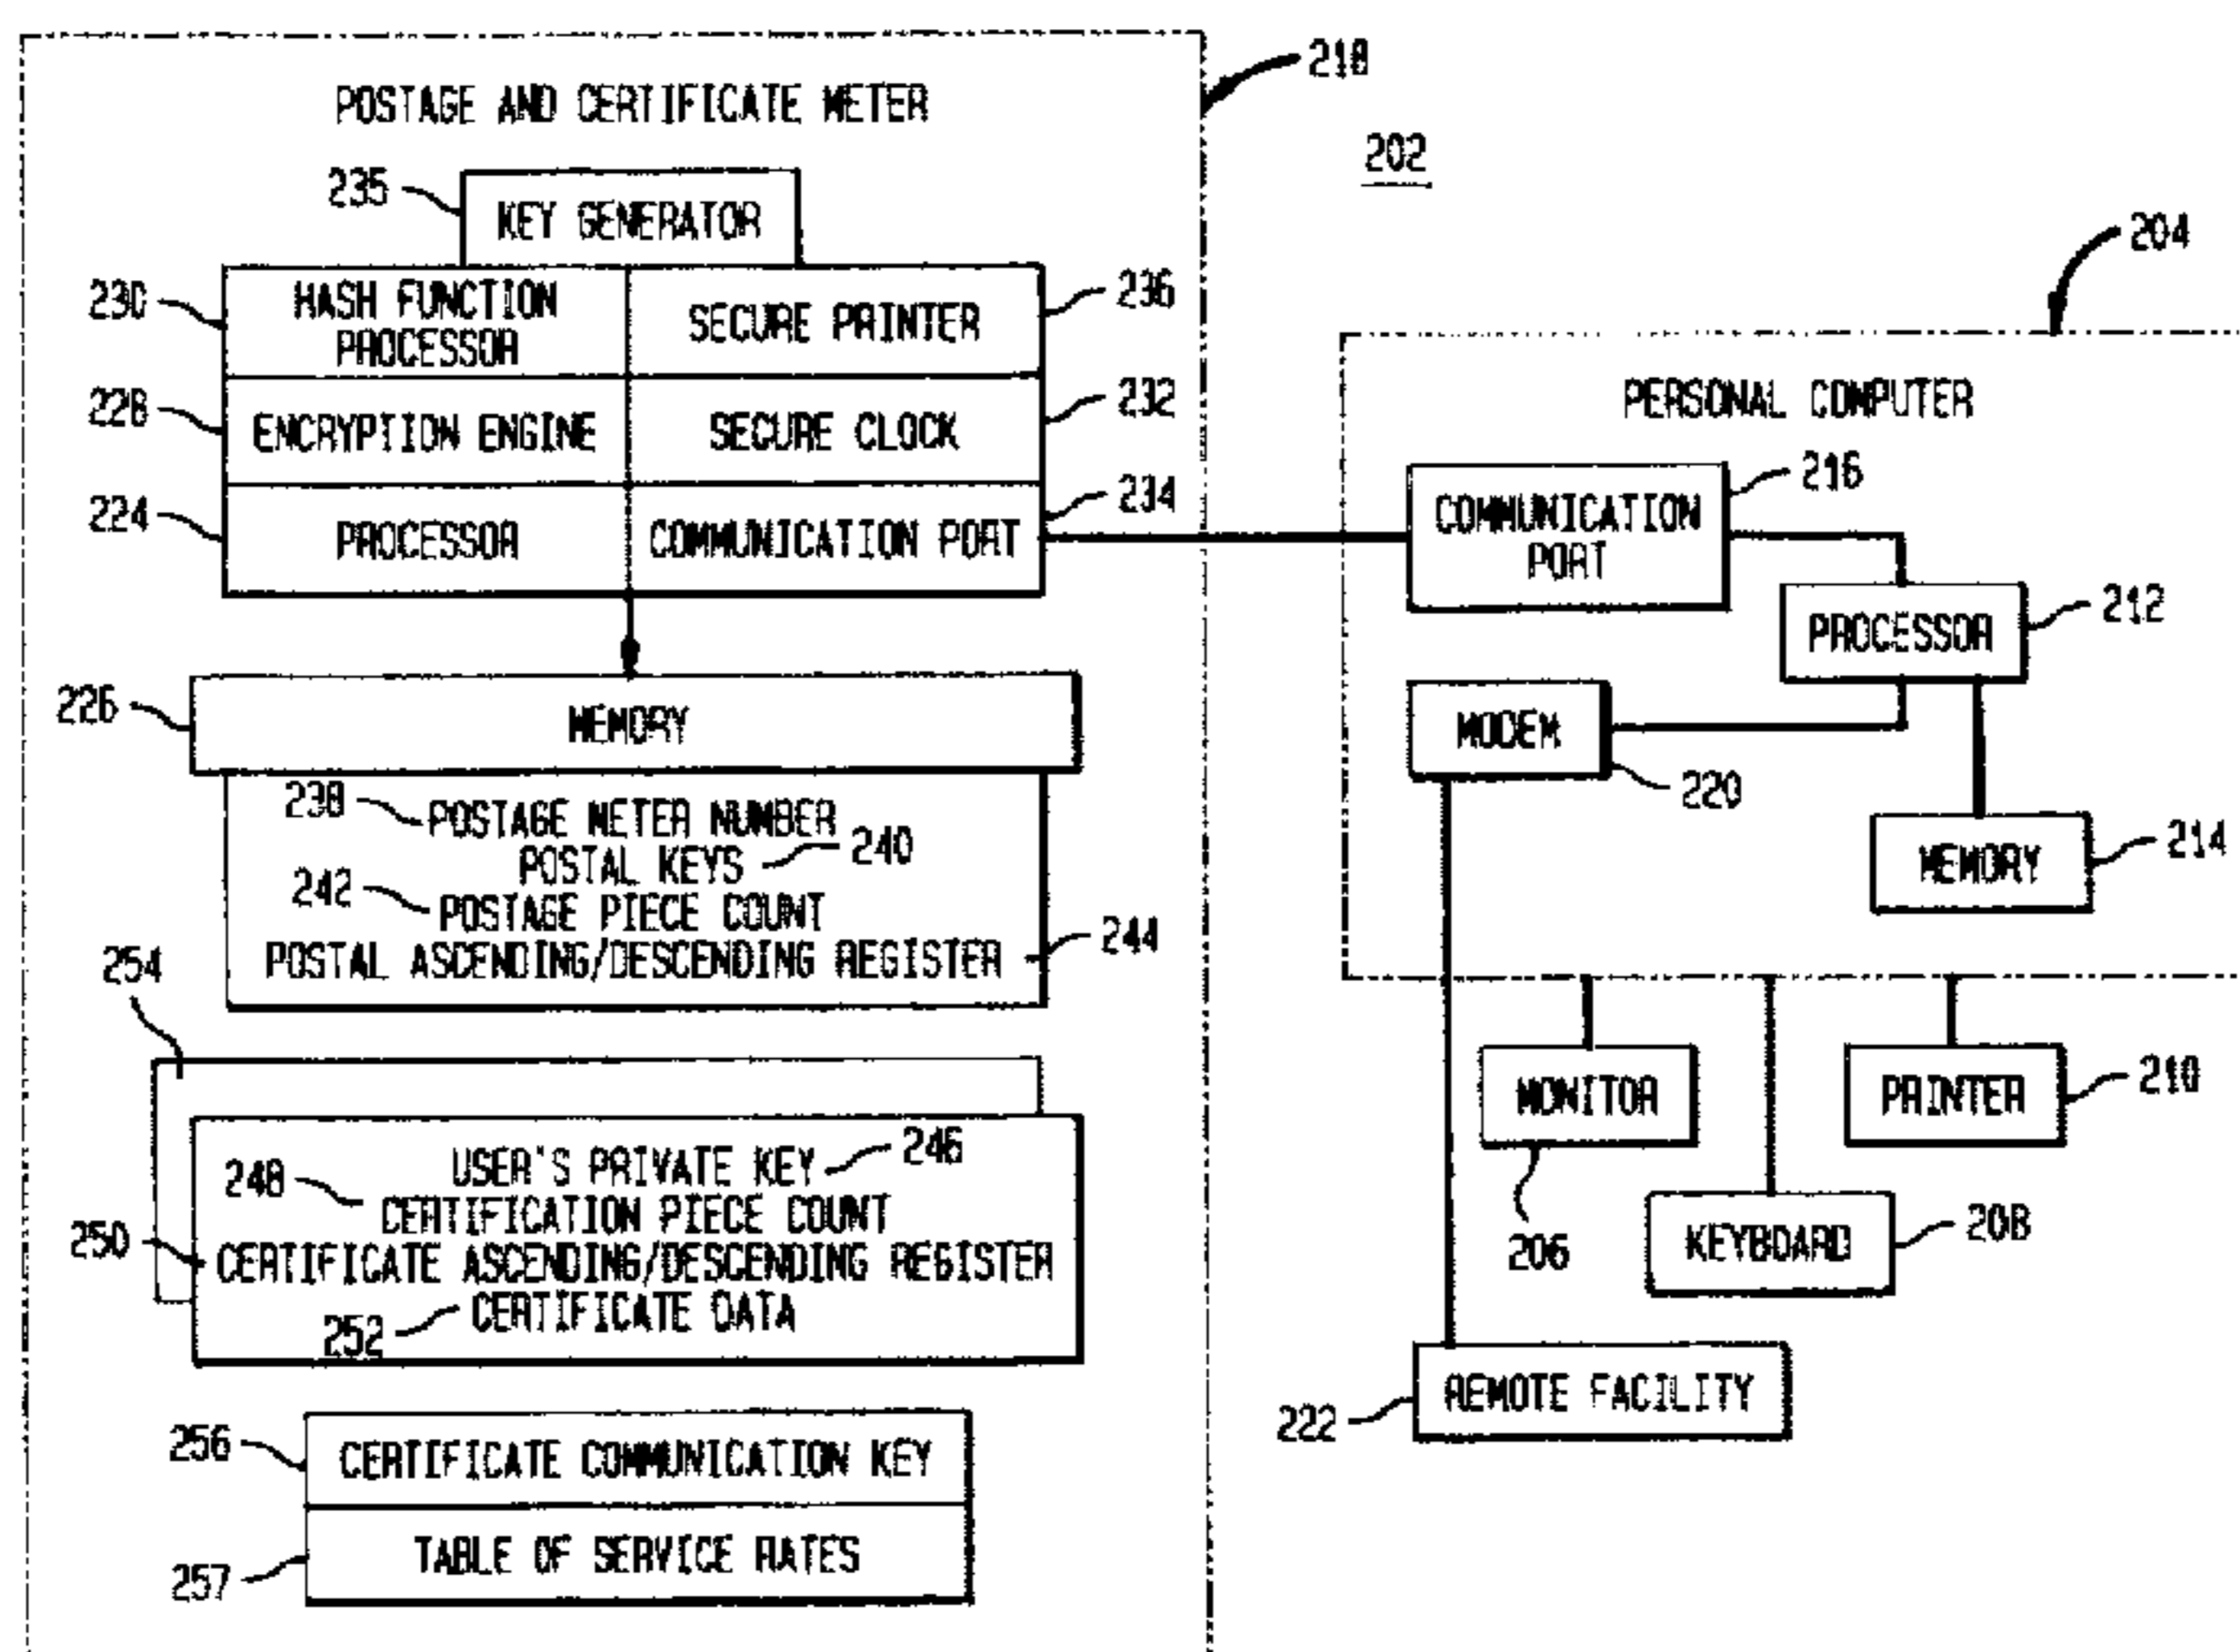 POSTAGE AND CERTIFICATE METER
218
202
235
KEY GENERATOR
204
230
HASH FUNCTION
PROCESSOR
SECURE PRINTER
236
228
ENCRYPTION ENGINE
SECURE CLOCK
232
224
PROCESSOR
COMMUNICATION PORT
234
PERSONAL COMPUTER
COMMUNICATION
PORT
216
PROCESSOR
212
MODEM
220
MEMORY
214
226
MEMORY
238
POSTAGE METER NUMBER
POSTAL KEYS
240
242
POSTAGE PIECE COUNT
POSTAL ASCENDING/DESCENDING REGISTER
244
254
USER'S PRIVATE KEY
246
248
CERTIFICATION PIECE COUNT
250
CERTIFICATE ASCENDING/DESCENDING REGISTER
252
CERTIFICATE DATA
MONITOR
206
PRINTER
210
KEYBOARD
208
222
REMOTE FACILITY
256
CERTIFICATE COMMUNICATION KEY
TABLE OF SERVICE RATES
257